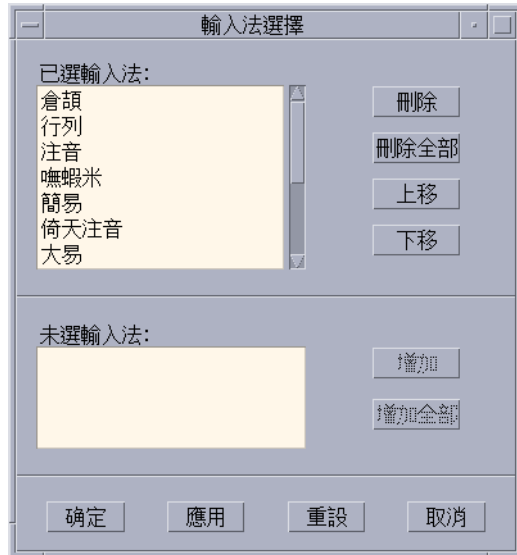 輸入法選擇
已選輸入法:
倉頡
行列
注音
嘸蝦米
簡易
倚天注音
大易
刪除
刪除全部
上移
下移
未選輸入法:
增加
增加全部
确定
應用
重設
取消